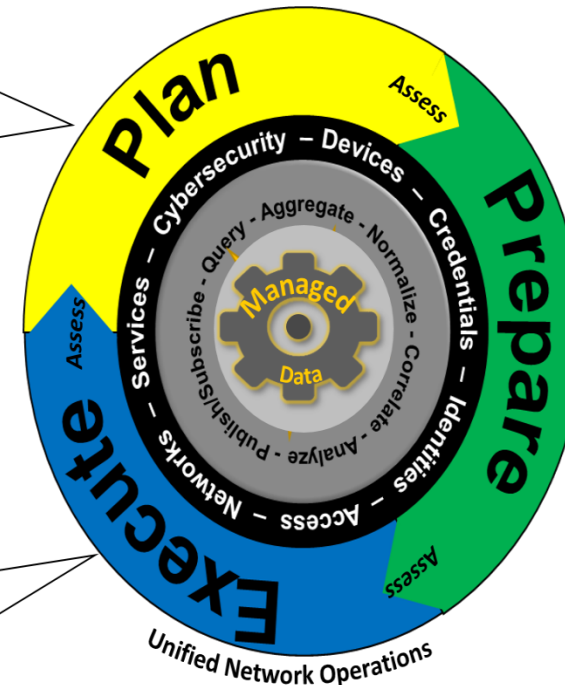 Plan
Assess
Prepare
Assess
Execute
Assess
Cybersecurity – Devices – Credentials – Identities – Access – Networks – Services –
Query - Aggregate - Normalize - Correlate - Analyze - Publish/Subscribe -
Managed
Data
Unified Network Operations